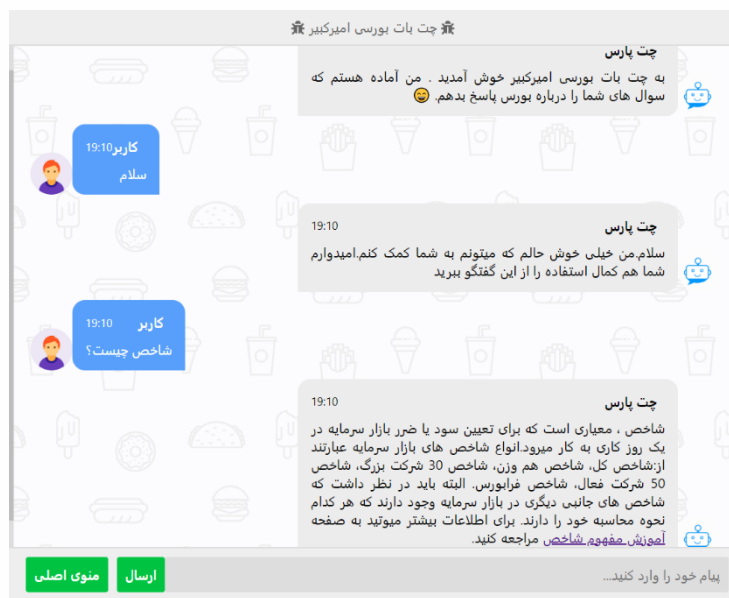 چت بات بورسی امیرکبیر
چت پارس
به چت بات بورسی امیرکبیر خوش آمدید . من آماده هستم که
سوال های شما را درباره بورس پاسخ بدهم. 😄
کاربر 19:10
سلام
چت پارس 19:10
سلام.من خیلی خوش حالم که میتونم به شما کمک کنم.امیدوارم
شما هم کمال استفاده را از این گفتگو ببرید
کاربر 19:10
شاخص چیست؟
چت پارس 19:10
شاخص ، معیاری است که برای تعیین سود یا ضرر بازار سرمایه در
یک روز کاری به کار میرود.انواع شاخص های بازار سرمایه عبارتند
از:شاخص کل، شاخص هم وزن، شاخص 30 شرکت بزرگ، شاخص
50 شرکت فعال، شاخص فرابورس. البته باید در نظر داشت که
شاخص های جانبی دیگری در بازار سرمایه وجود دارند که هر کدام
نحوه محاسبه خود را دارند. برای اطلاعات بیشتر میوتید به صفحه
آموزش مفهوم شاخص مراجعه کنید.
پیام خود را وارد کنید...
ارسال
منوی اصلی